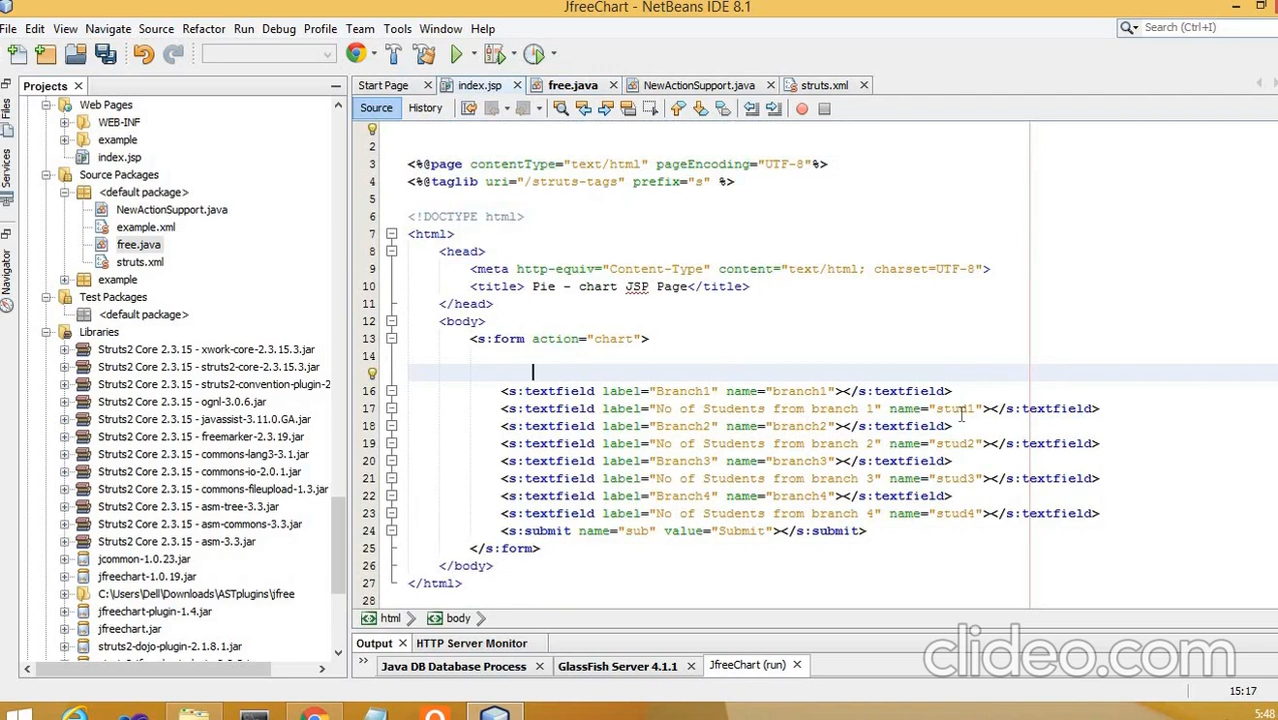 JfreeChart - NetBeans IDE 8.1
File Edit View Navigate Source Refactor Run Debug Profile Team Tools Window Help
Search (Ctrl+I)
Projects
Start Page
index.jsp
free.java
NewActionSupport.java
struts.xml
Source
History
Files
Services
Navigator
Web Pages
WEB-INF
example
index.jsp
Source Packages
<default package>
NewActionSupport.java
example.xml
free.java
struts.xml
example
Test Packages
<default package>
Libraries
Struts2 Core 2.3.15 - xwork-core-2.3.15.3.jar
Struts2 Core 2.3.15 - struts2-core-2.3.15.3.jar
Struts2 Core 2.3.15 - struts2-convention-plugin-2
Struts2 Core 2.3.15 - ognl-3.0.6.jar
Struts2 Core 2.3.15 - javassist-3.11.0.GA.jar
Struts2 Core 2.3.15 - freemarker-2.3.19.jar
Struts2 Core 2.3.15 - commons-lang3-3.1.jar
Struts2 Core 2.3.15 - commons-io-2.0.1.jar
Struts2 Core 2.3.15 - commons-fileupload-1.3.jar
Struts2 Core 2.3.15 - asm-tree-3.3.jar
Struts2 Core 2.3.15 - asm-commons-3.3.jar
Struts2 Core 2.3.15 - asm-3.3.jar
jcommon-1.0.23.jar
jfreechart-1.0.19.jar
C:\Users\Dell\Downloads\ASTplugins\jfree
jfreechart-plugin-1.4.jar
jfreechart.jar
struts2-dojo-plugin-2.1.8.1.jar
2
3 <%@page contentType="text/html" pageEncoding="UTF-8"%>
4 <%@taglib uri="/struts-tags" prefix="s" %>
5
6 <!DOCTYPE html>
7 <html>
8 <head>
9 <meta http-equiv="Content-Type" content="text/html; charset=UTF-8">
10 <title> Pie - chart JSP Page</title>
11 </head>
12 <body>
13 <s:form action="chart">
14
16 <s:textfield label="Branch1" name="branch1"></s:textfield>
17 <s:textfield label="No of Students from branch 1" name="stud1"></s:textfield>
18 <s:textfield label="Branch2" name="branch2"></s:textfield>
19 <s:textfield label="No of Students from branch 2" name="stud2"></s:textfield>
20 <s:textfield label="Branch3" name="branch3"></s:textfield>
21 <s:textfield label="No of Students from branch 3" name="stud3"></s:textfield>
22 <s:textfield label="Branch4" name="branch4"></s:textfield>
23 <s:textfield label="No of Students from branch 4" name="stud4"></s:textfield>
24 <s:submit name="sub" value="Submit"></s:submit>
25 </s:form>
26 </body>
27 </html>
28
html
body
Output
HTTP Server Monitor
Java DB Database Process
GlassFish Server 4.1.1
JfreeChart (run)
clideo.com
15:17
5:48